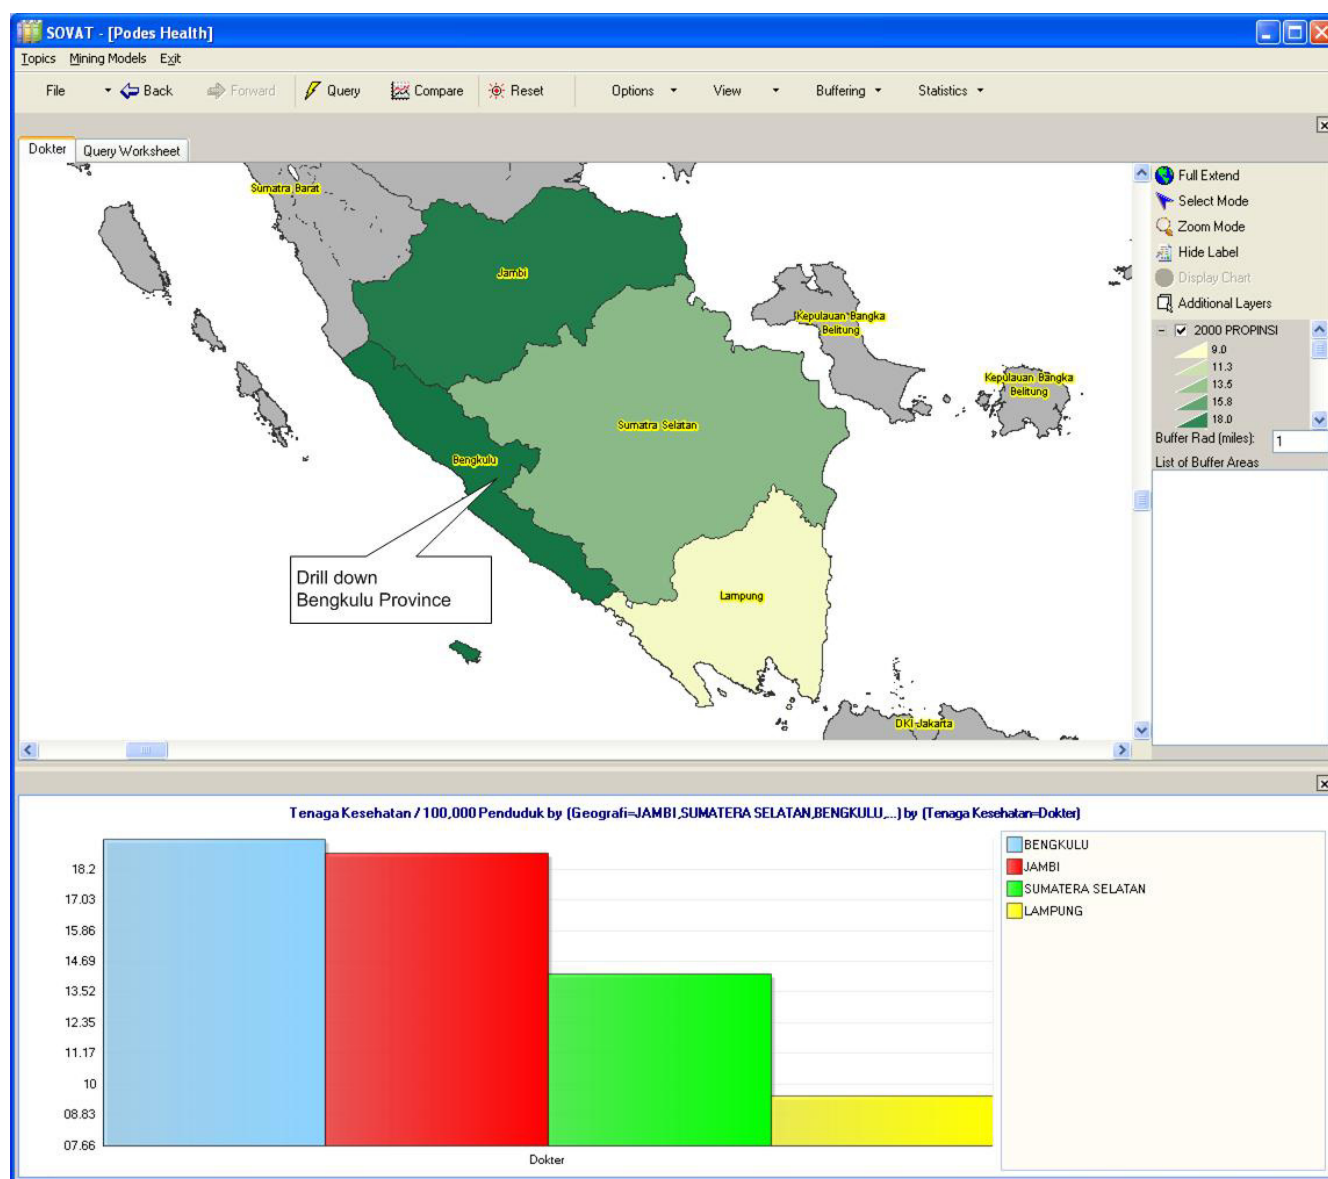 SOVAT - [Podes Health]
Topics Mining Models Exit
File Back Forward Query Compare Reset Options View Buffering Statistics
Dokter Query Worksheet
Sumatra Barat
Jambi
Kepulauan Bangka
Belitung
Kepulauan Bangka
Belitung
Sumatra Selatan
Bengkulu
Drill down
Bengkulu Province
Lampung
DKI Jakarta
Full Extend
Select Mode
Zoom Mode
Hide Label
Display Chart
Additional Layers
2000 PROPINSI
9.0
11.3
13.5
15.8
18.0
Buffer Rad (miles): 1
List of Buffer Areas
Tenaga Kesehatan / 100,000 Penduduk by (Geografi=JAMBI,SUMATERA SELATAN,BENGKULU,...) by (Tenaga Kesehatan=Dokter)
18.2
17.03
15.86
14.69
13.52
12.35
11.17
10
08.83
07.66
Dokter
BENGKULU
JAMBI
SUMATERA SELATAN
LAMPUNG